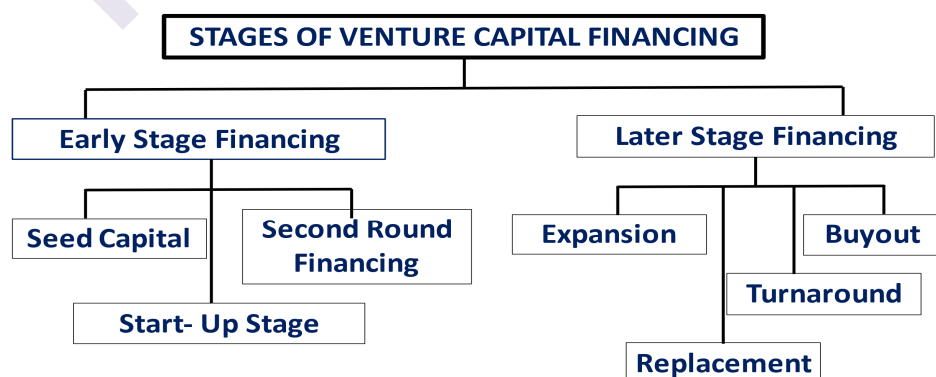 STAGES OF VENTURE CAPITAL FINANCING
Early Stage Financing
Later Stage Financing
Seed Capital
Second Round
Financing
Start- Up Stage
Expansion
Buyout
Turnaround
Replacement